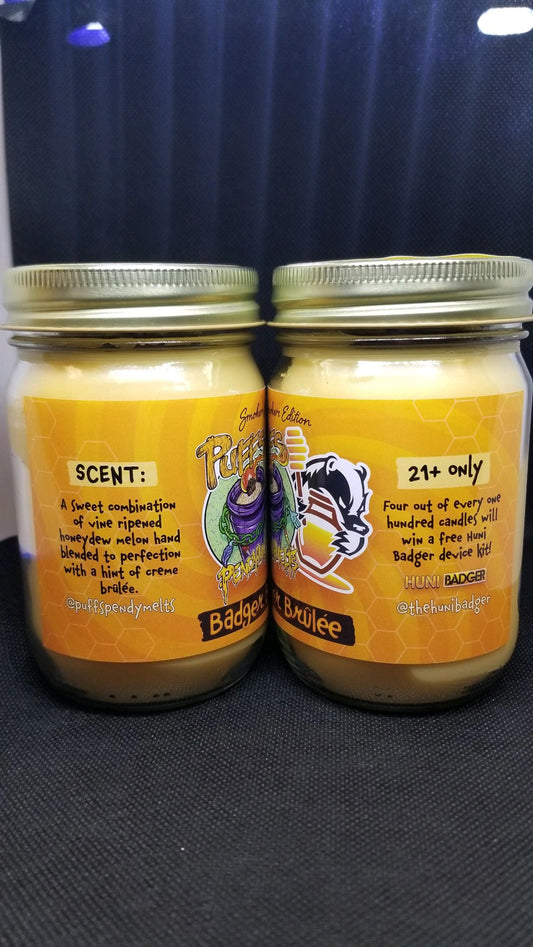 Smoker
SCENT:
A Sweet combination
of vine ripened
honeydew melon hand
blended to perfection
with a hint of creme
brûlée.
@puffspendymelts
Badger
Edition
21+ only
Four out of every one
hundred candles will
win a free Huni
Badger device kit!
HUNI BADGER
@thehunibadger
Brûlée